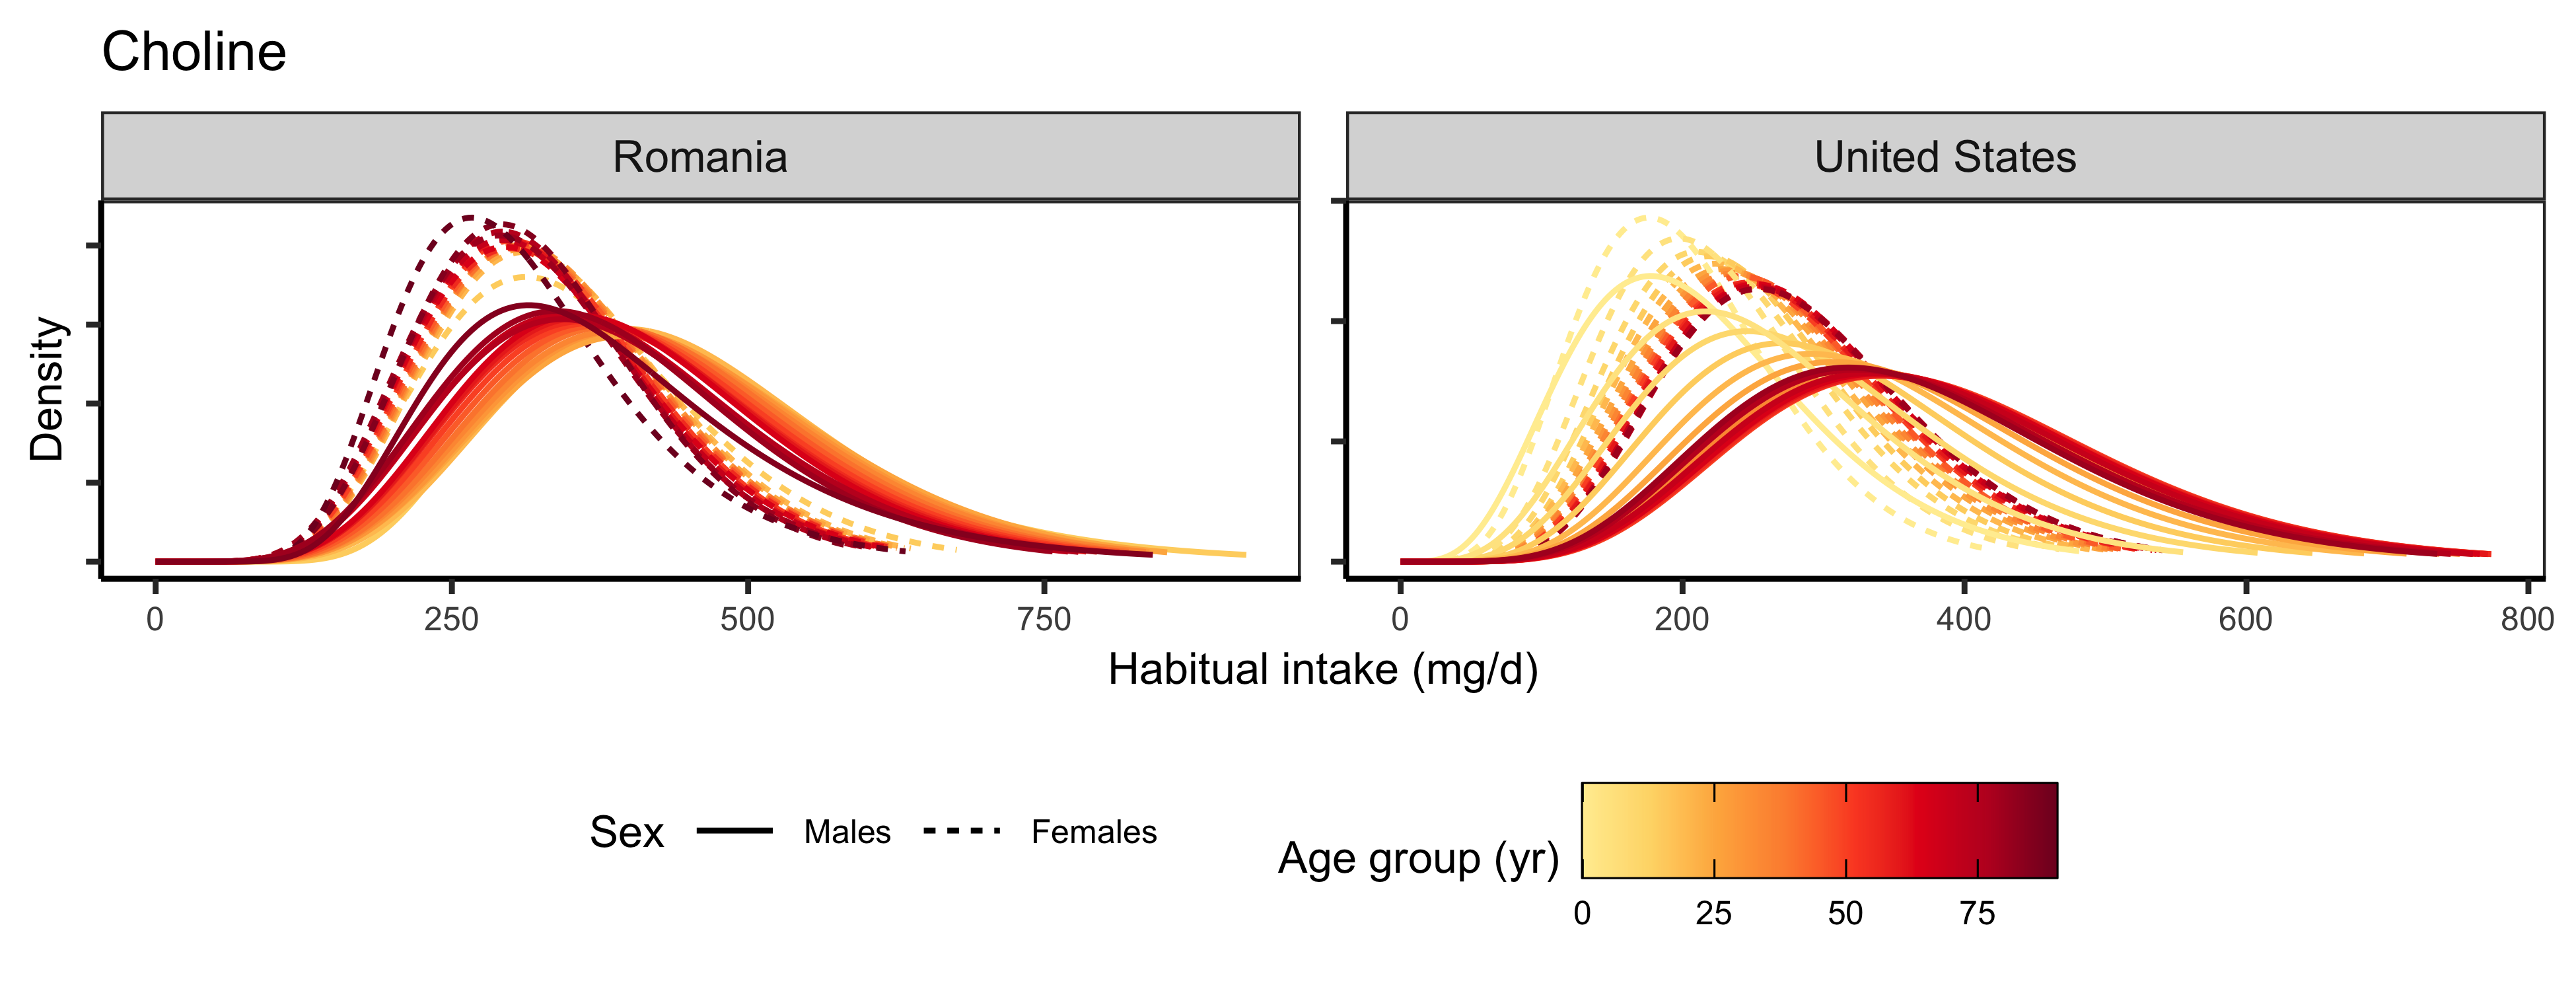 Choline
Romania
United States
Density
0 250 500 750
0 200 400 600 800
Habitual intake (mg/d)
Sex Males Females
Age group (yr)
0 25 50 75